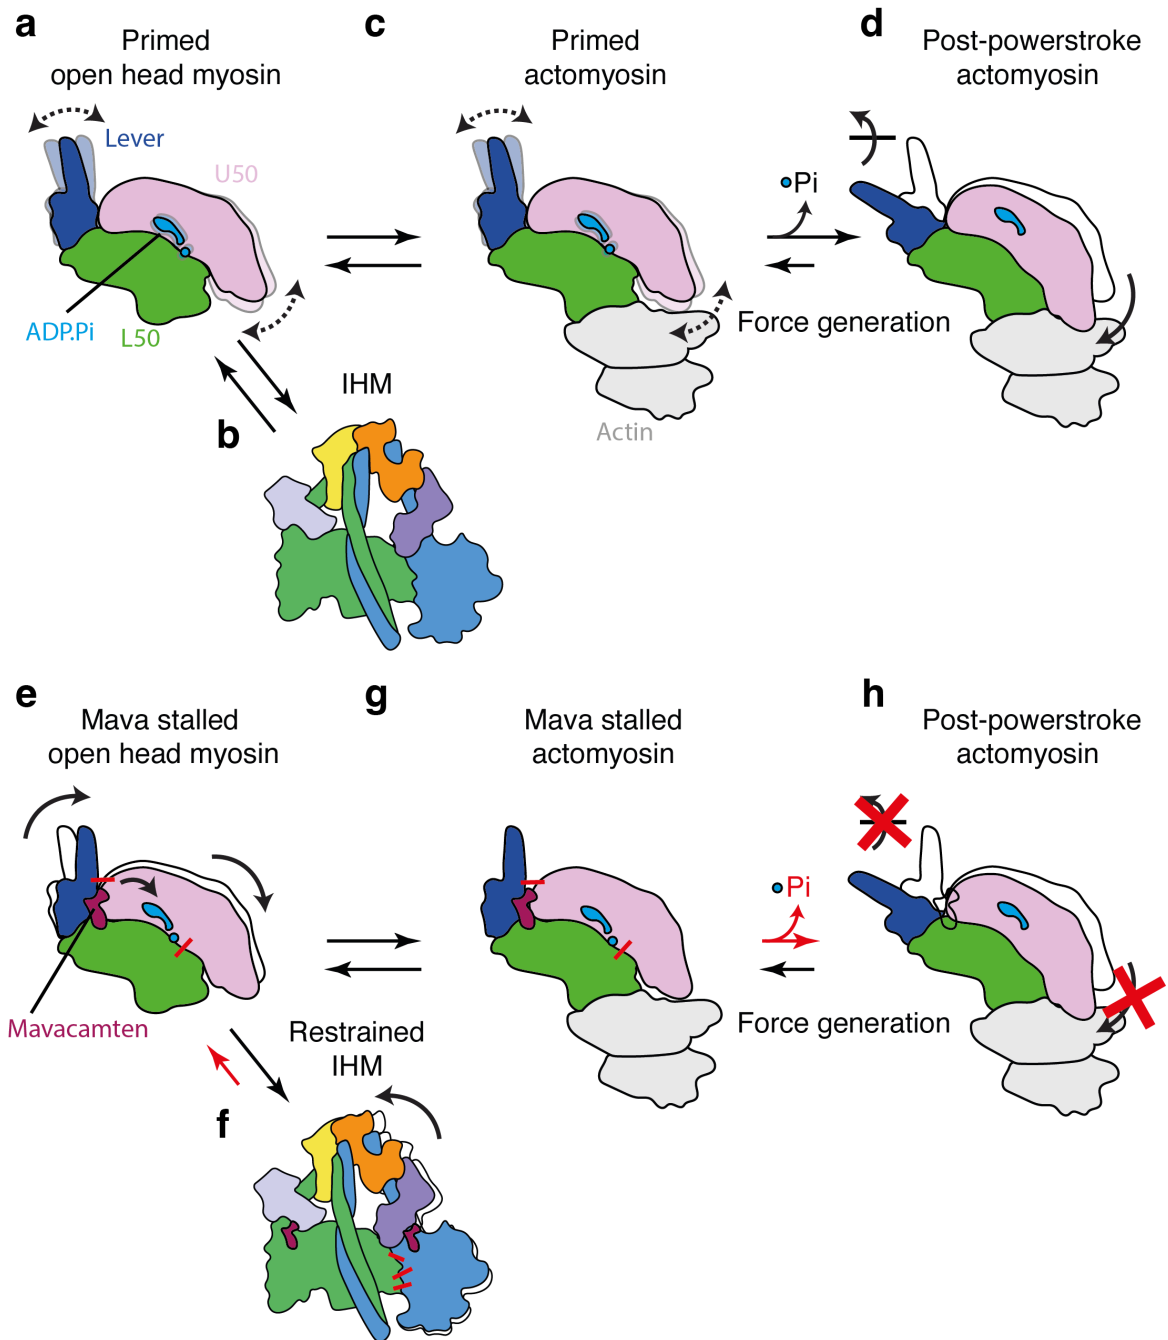 a
Primed
open head myosin
Lever
U50
ADP.Pi
L50
c
Primed
actomyosin
Actin
d
Post-powerstroke
actomyosin
Pi
Force generation
b
IHM
e
Mava stalled
open head myosin
Mavacamten
g
Mava stalled
actomyosin
h
Post-powerstroke
actomyosin
Pi
Force generation
f
Restrained
IHM